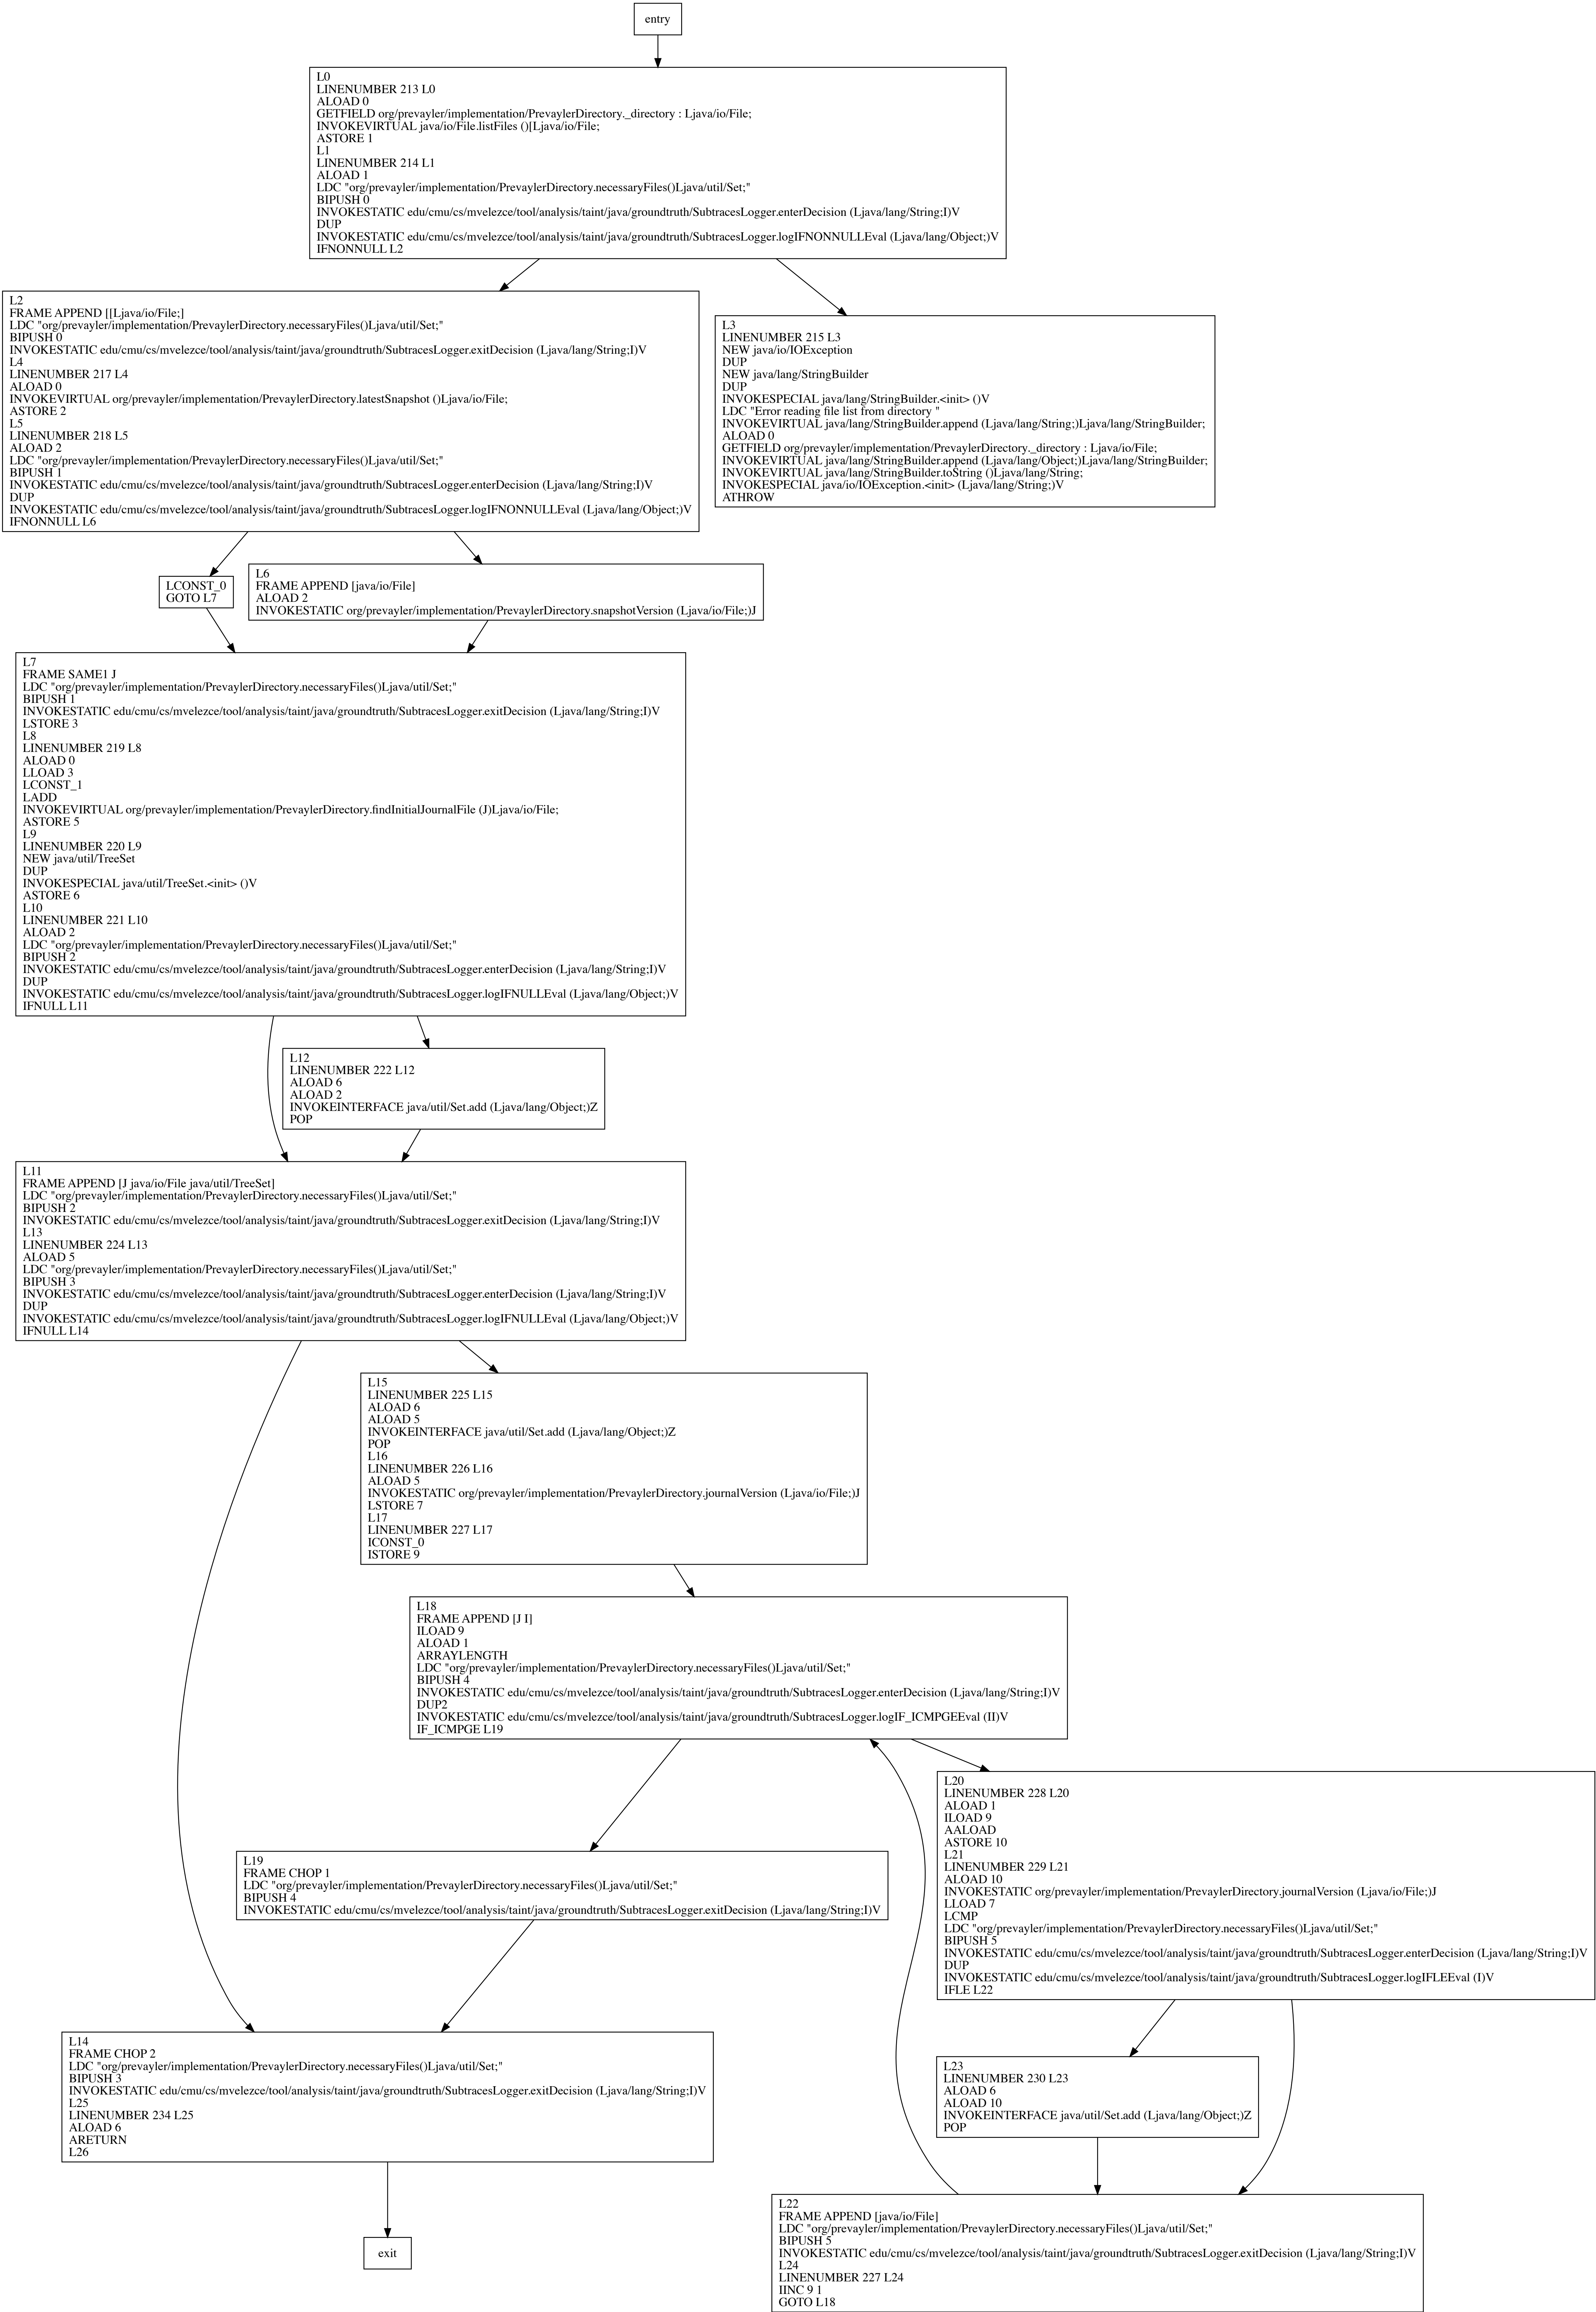 entry
L0
LINENUMBER 213 L0
ALOAD 0
GETFIELD org/prevayler/implementation/PrevaylerDirectory._directory : Ljava/io/File;
INVOKEVIRTUAL java/io/File.listFiles ()[Ljava/io/File;
ASTORE 1
L1
LINENUMBER 214 L1
ALOAD 1
LDC "org/prevayler/implementation/PrevaylerDirectory.necessaryFiles()Ljava/util/Set;"
BIPUSH 0
INVOKESTATIC edu/cmu/cs/mvelezce/tool/analysis/taint/java/groundtruth/SubtracesLogger.enterDecision (Ljava/lang/String;I)V
DUP
INVOKESTATIC edu/cmu/cs/mvelezce/tool/analysis/taint/java/groundtruth/SubtracesLogger.logIFNONNULLEval (Ljava/lang/Object;)V
IFNONNULL L2
L2
FRAME APPEND [[Ljava/io/File;]
LDC "org/prevayler/implementation/PrevaylerDirectory.necessaryFiles()Ljava/util/Set;"
BIPUSH 0
INVOKESTATIC edu/cmu/cs/mvelezce/tool/analysis/taint/java/groundtruth/SubtracesLogger.exitDecision (Ljava/lang/String;I)V
L4
LINENUMBER 217 L4
ALOAD 0
INVOKEVIRTUAL org/prevayler/implementation/PrevaylerDirectory.latestSnapshot ()Ljava/io/File;
ASTORE 2
L5
LINENUMBER 218 L5
ALOAD 2
LDC "org/prevayler/implementation/PrevaylerDirectory.necessaryFiles()Ljava/util/Set;"
BIPUSH 1
INVOKESTATIC edu/cmu/cs/mvelezce/tool/analysis/taint/java/groundtruth/SubtracesLogger.enterDecision (Ljava/lang/String;I)V
DUP
INVOKESTATIC edu/cmu/cs/mvelezce/tool/analysis/taint/java/groundtruth/SubtracesLogger.logIFNONNULLEval (Ljava/lang/Object;)V
IFNONNULL L6
L3
LINENUMBER 215 L3
NEW java/io/IOException
DUP
NEW java/lang/StringBuilder
DUP
INVOKESPECIAL java/lang/StringBuilder.<init> ()V
LDC "Error reading file list from directory "
INVOKEVIRTUAL java/lang/StringBuilder.append (Ljava/lang/String;)Ljava/lang/StringBuilder;
ALOAD 0
GETFIELD org/prevayler/implementation/PrevaylerDirectory._directory : Ljava/io/File;
INVOKEVIRTUAL java/lang/StringBuilder.append (Ljava/lang/Object;)Ljava/lang/StringBuilder;
INVOKEVIRTUAL java/lang/StringBuilder.toString ()Ljava/lang/String;
INVOKESPECIAL java/io/IOException.<init> (Ljava/lang/String;)V
ATHROW
LCONST_0
GOTO L7
L6
FRAME APPEND [java/io/File]
ALOAD 2
INVOKESTATIC org/prevayler/implementation/PrevaylerDirectory.snapshotVersion (Ljava/io/File;)J
L7
FRAME SAME1 J
LDC "org/prevayler/implementation/PrevaylerDirectory.necessaryFiles()Ljava/util/Set;"
BIPUSH 1
INVOKESTATIC edu/cmu/cs/mvelezce/tool/analysis/taint/java/groundtruth/SubtracesLogger.exitDecision (Ljava/lang/String;I)V
LSTORE 3
L8
LINENUMBER 219 L8
ALOAD 0
LLOAD 3
LCONST_1
LADD
INVOKEVIRTUAL org/prevayler/implementation/PrevaylerDirectory.findInitialJournalFile (J)Ljava/io/File;
ASTORE 5
L9
LINENUMBER 220 L9
NEW java/util/TreeSet
DUP
INVOKESPECIAL java/util/TreeSet.<init> ()V
ASTORE 6
L10
LINENUMBER 221 L10
ALOAD 2
LDC "org/prevayler/implementation/PrevaylerDirectory.necessaryFiles()Ljava/util/Set;"
BIPUSH 2
INVOKESTATIC edu/cmu/cs/mvelezce/tool/analysis/taint/java/groundtruth/SubtracesLogger.enterDecision (Ljava/lang/String;I)V
DUP
INVOKESTATIC edu/cmu/cs/mvelezce/tool/analysis/taint/java/groundtruth/SubtracesLogger.logIFNULLEval (Ljava/lang/Object;)V
IFNULL L11
L12
LINENUMBER 222 L12
ALOAD 6
ALOAD 2
INVOKEINTERFACE java/util/Set.add (Ljava/lang/Object;)Z
POP
L11
FRAME APPEND [J java/io/File java/util/TreeSet]
LDC "org/prevayler/implementation/PrevaylerDirectory.necessaryFiles()Ljava/util/Set;"
BIPUSH 2
INVOKESTATIC edu/cmu/cs/mvelezce/tool/analysis/taint/java/groundtruth/SubtracesLogger.exitDecision (Ljava/lang/String;I)V
L13
LINENUMBER 224 L13
ALOAD 5
LDC "org/prevayler/implementation/PrevaylerDirectory.necessaryFiles()Ljava/util/Set;"
BIPUSH 3
INVOKESTATIC edu/cmu/cs/mvelezce/tool/analysis/taint/java/groundtruth/SubtracesLogger.enterDecision (Ljava/lang/String;I)V
DUP
INVOKESTATIC edu/cmu/cs/mvelezce/tool/analysis/taint/java/groundtruth/SubtracesLogger.logIFNULLEval (Ljava/lang/Object;)V
IFNULL L14
L15
LINENUMBER 225 L15
ALOAD 6
ALOAD 5
INVOKEINTERFACE java/util/Set.add (Ljava/lang/Object;)Z
POP
L16
LINENUMBER 226 L16
ALOAD 5
INVOKESTATIC org/prevayler/implementation/PrevaylerDirectory.journalVersion (Ljava/io/File;)J
LSTORE 7
L17
LINENUMBER 227 L17
ICONST_0
ISTORE 9
L18
FRAME APPEND [J I]
ILOAD 9
ALOAD 1
ARRAYLENGTH
LDC "org/prevayler/implementation/PrevaylerDirectory.necessaryFiles()Ljava/util/Set;"
BIPUSH 4
INVOKESTATIC edu/cmu/cs/mvelezce/tool/analysis/taint/java/groundtruth/SubtracesLogger.enterDecision (Ljava/lang/String;I)V
DUP2
INVOKESTATIC edu/cmu/cs/mvelezce/tool/analysis/taint/java/groundtruth/SubtracesLogger.logIF_ICMPGEEval (II)V
IF_ICMPGE L19
L20
LINENUMBER 228 L20
ALOAD 1
ILOAD 9
AALOAD
ASTORE 10
L21
LINENUMBER 229 L21
ALOAD 10
INVOKESTATIC org/prevayler/implementation/PrevaylerDirectory.journalVersion (Ljava/io/File;)J
LLOAD 7
LCMP
LDC "org/prevayler/implementation/PrevaylerDirectory.necessaryFiles()Ljava/util/Set;"
BIPUSH 5
INVOKESTATIC edu/cmu/cs/mvelezce/tool/analysis/taint/java/groundtruth/SubtracesLogger.enterDecision (Ljava/lang/String;I)V
DUP
INVOKESTATIC edu/cmu/cs/mvelezce/tool/analysis/taint/java/groundtruth/SubtracesLogger.logIFLEEval (I)V
IFLE L22
L19
FRAME CHOP 1
LDC "org/prevayler/implementation/PrevaylerDirectory.necessaryFiles()Ljava/util/Set;"
BIPUSH 4
INVOKESTATIC edu/cmu/cs/mvelezce/tool/analysis/taint/java/groundtruth/SubtracesLogger.exitDecision (Ljava/lang/String;I)V
L14
FRAME CHOP 2
LDC "org/prevayler/implementation/PrevaylerDirectory.necessaryFiles()Ljava/util/Set;"
BIPUSH 3
INVOKESTATIC edu/cmu/cs/mvelezce/tool/analysis/taint/java/groundtruth/SubtracesLogger.exitDecision (Ljava/lang/String;I)V
L25
LINENUMBER 234 L25
ALOAD 6
ARETURN
L26
L23
LINENUMBER 230 L23
ALOAD 6
ALOAD 10
INVOKEINTERFACE java/util/Set.add (Ljava/lang/Object;)Z
POP
L22
FRAME APPEND [java/io/File]
LDC "org/prevayler/implementation/PrevaylerDirectory.necessaryFiles()Ljava/util/Set;"
BIPUSH 5
INVOKESTATIC edu/cmu/cs/mvelezce/tool/analysis/taint/java/groundtruth/SubtracesLogger.exitDecision (Ljava/lang/String;I)V
L24
LINENUMBER 227 L24
IINC 9 1
GOTO L18
exit